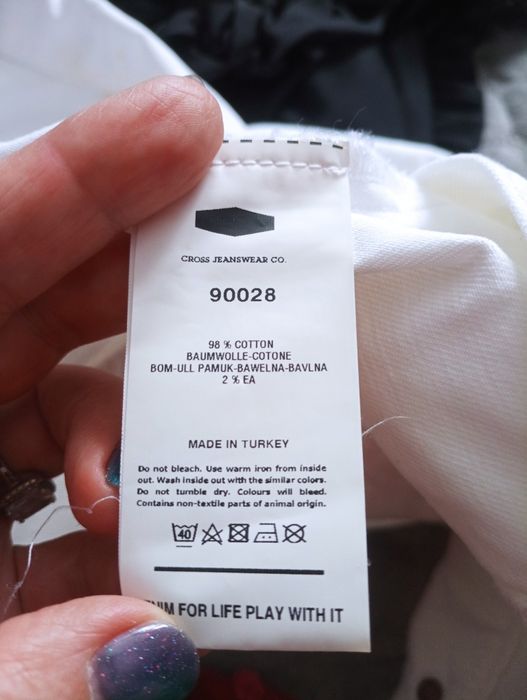 CROSS JEANSWEAR CO.
90028
98 % COTTON
BAUMWOLLE-COTONE
BOM-ULL PAMUK-BAWELNA-BAVLNA
2 % EA
MADE IN TURKEY
Do not bleach. Use warm iron from inside
out. Wash inside out with the similar colors.
Do not tumble dry. Colours will bleed.
Contains non-textile parts of animal origin.
40
FOR LIFE PLAY WITH IT